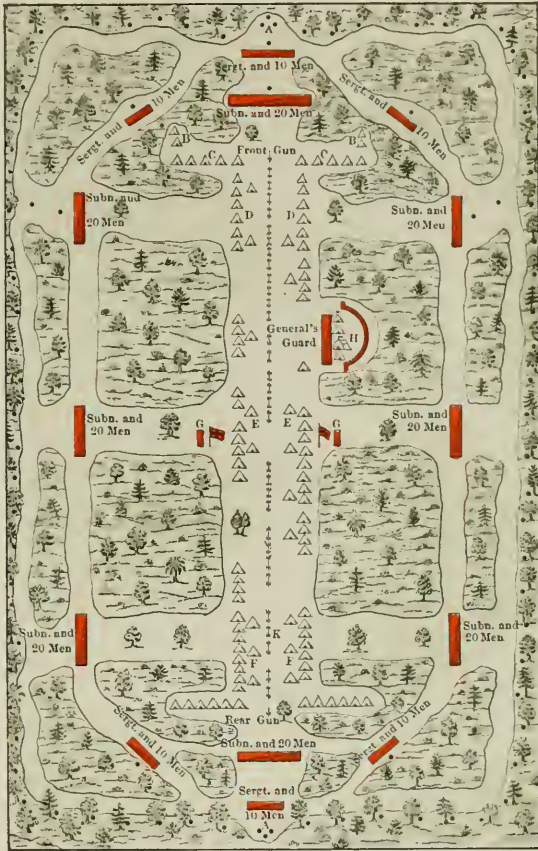 A
Sergt. and 10 Men
Sergt. and 10 Men
Sergt. and 10 Men
Subn. and 20 Men
B
B
Front Gun
C
C
Subn. aud
20 Men
D
D
Subn. and
20 Meu
General's
Guard
H
Subn. and
20 Men
G
E
E
G
Subn. and
20 Men
Subn. and
20 Men
K
Subn. and
20 Men
F
F
Rear Gun
Sergt. and 10 Men
Subn. and 20 Men
Sergt. and 10 Men
Sergt. and
10 Men
A